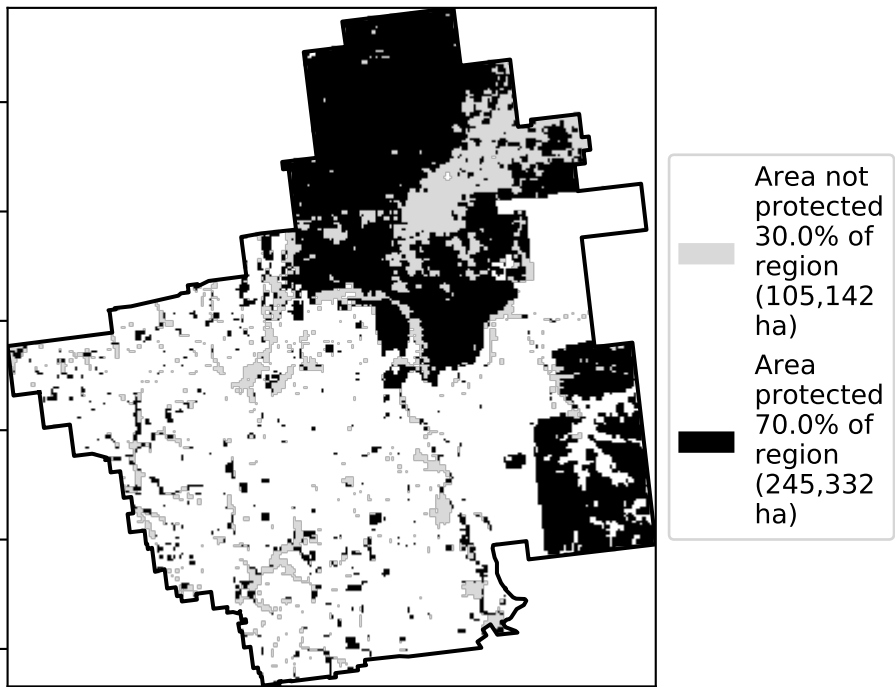 Area not
protected
30.0% of
region
(105,142
ha)
Area
protected
70.0% of
region
(245,332
ha)